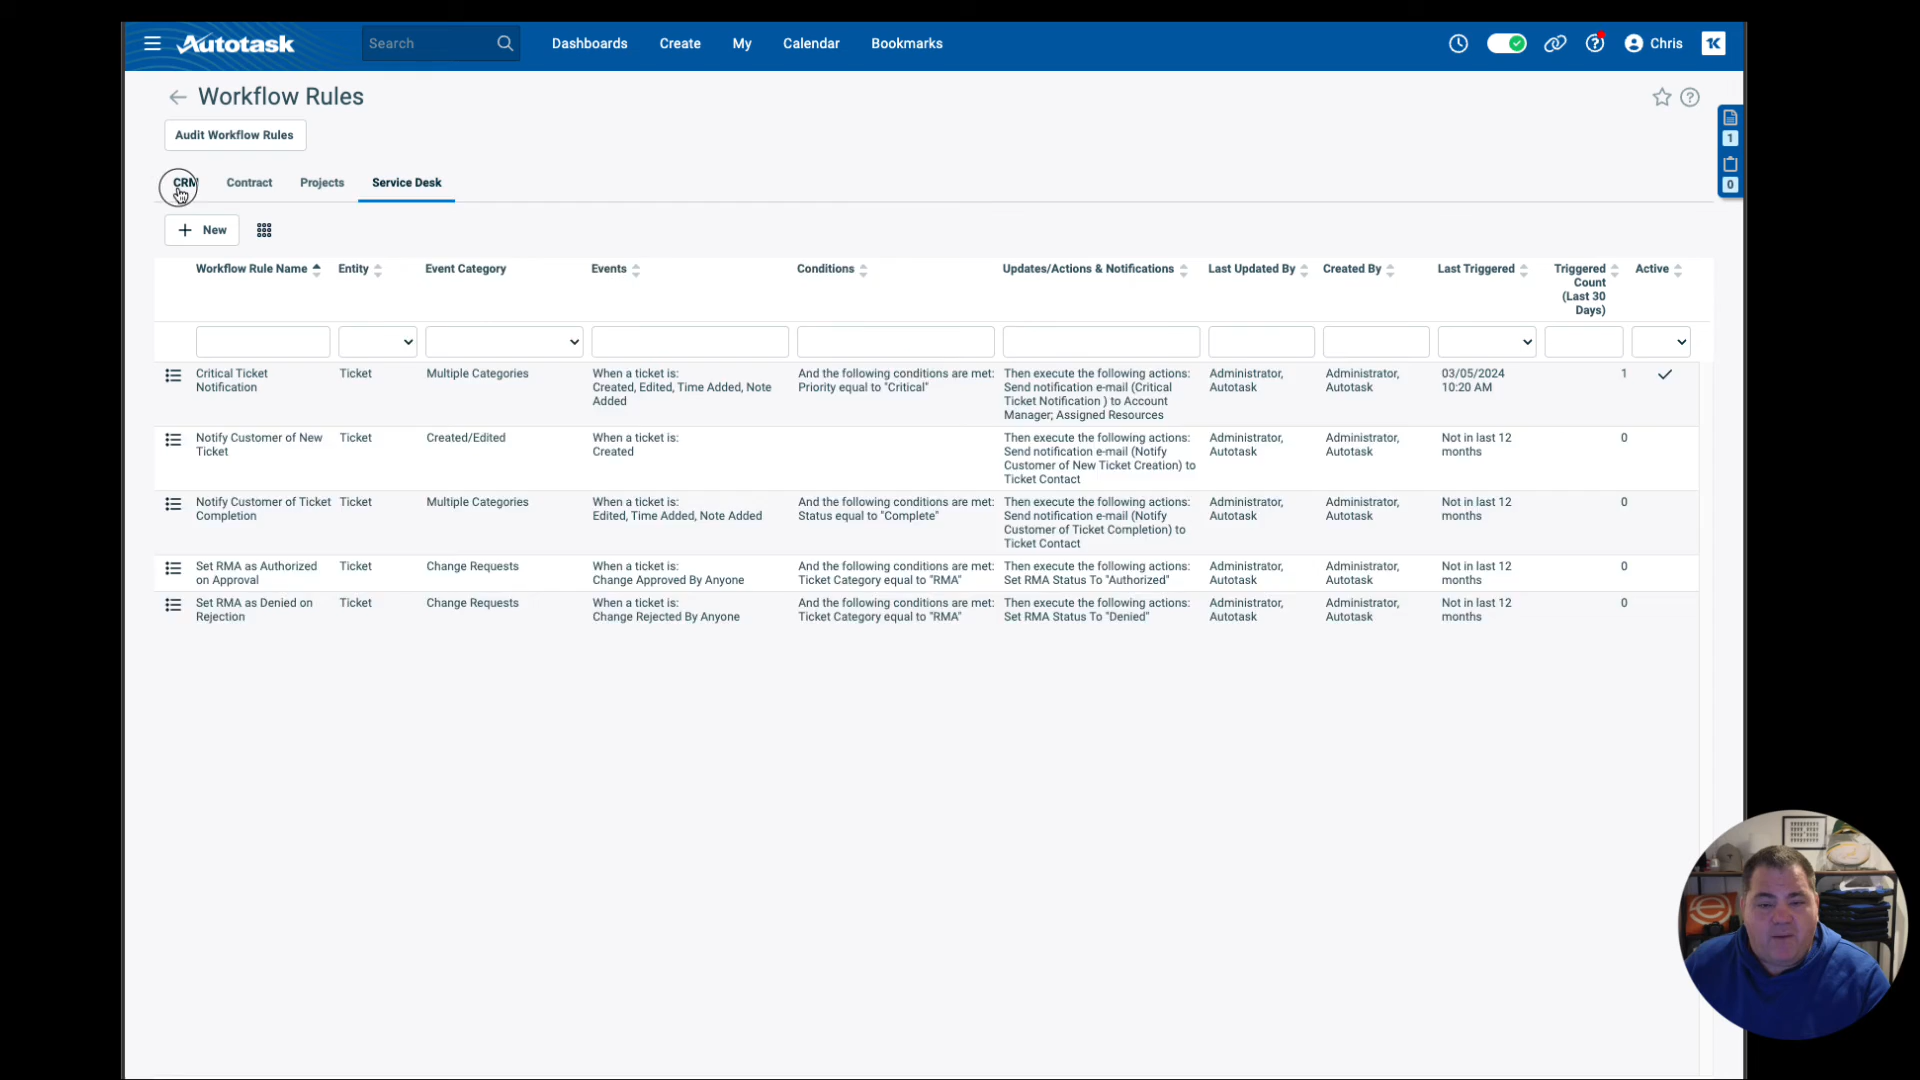 Autotask
Search
Dashboards
Create
My
Calendar
Bookmarks
Chris
Workflow Rules
Audit Workflow Rules
1
0
CRM
Contract
Projects
Service Desk
New
Workflow Rule Name
Entity
Event Category
Events
Conditions
Updates/Actions & Notifications
Last Updated By
Created By
Last Triggered
Triggered
Count
(Last 30
Days)
Active
Critical Ticket
Notification
Ticket
Multiple Categories
When a ticket is:
Created, Edited, Time Added, Note
Added
And the following conditions are met:
Priority equal to "Critical"
Then execute the following actions:
Send notification e-mail (Critical
Ticket Notification ) to Account
Manager; Assigned Resources
Administrator,
Autotask
Administrator,
Autotask
03/05/2024
10:20 AM
1
Notify Customer of New
Ticket
Ticket
Created/Edited
When a ticket is:
Created
Then execute the following actions:
Send notification e-mail (Notify
Customer of New Ticket Creation) to
Ticket Contact
Administrator,
Autotask
Administrator,
Autotask
Not in last 12
months
0
Notify Customer of Ticket
Completion
Ticket
Multiple Categories
When a ticket is:
Edited, Time Added, Note Added
And the following conditions are met:
Status equal to "Complete"
Then execute the following actions:
Send notification e-mail (Notify
Customer of Ticket Completion) to
Ticket Contact
Administrator,
Autotask
Administrator,
Autotask
Not in last 12
months
0
Set RMA as Authorized
on Approval
Ticket
Change Requests
When a ticket is:
Change Approved By Anyone
And the following conditions are met:
Ticket Category equal to "RMA"
Then execute the following actions:
Set RMA Status To "Authorized"
Administrator,
Autotask
Administrator,
Autotask
Not in last 12
months
0
Set RMA as Denied on
Rejection
Ticket
Change Requests
When a ticket is:
Change Rejected By Anyone
And the following conditions are met:
Ticket Category equal to "RMA"
Then execute the following actions:
Set RMA Status To "Denied"
Administrator,
Autotask
Administrator,
Autotask
Not in last 12
months
0